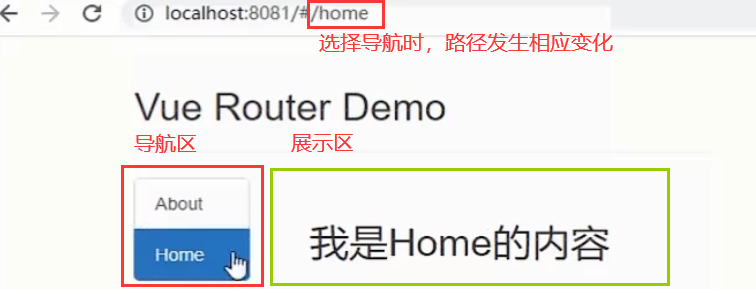 localhost:8081/#/home
选择导航时，路径发生相应变化
Vue Router Demo
导航区
展示区
About
Home
我是Home的内容